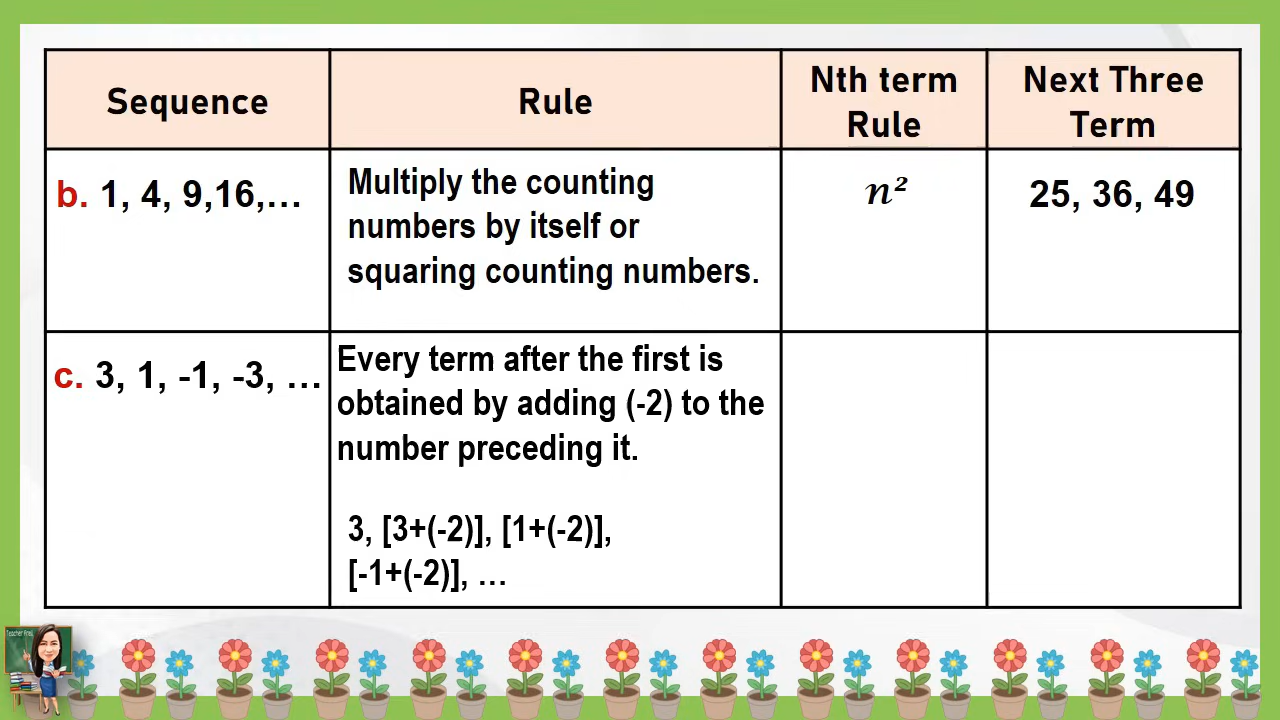 Sequence
Rule
Nth term
Rule
Next Three
Term
b. 1, 4, 9,16,...
Multiply the counting
numbers by itself or
squaring counting numbers.
n²
25, 36, 49
c. 3, 1, -1, -3, ...
Every term after the first is
obtained by adding (-2) to the
number preceding it.
3, [3+(-2)], [1+(-2)],
[-1+(-2)], ...